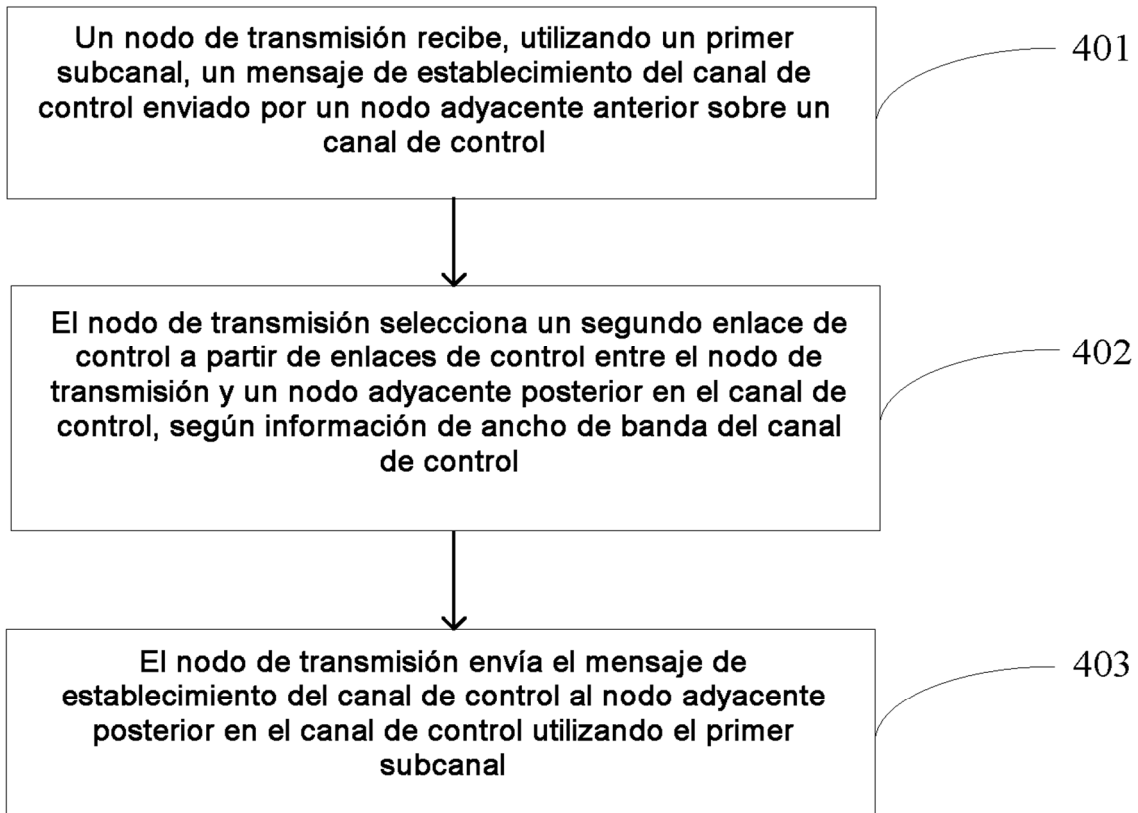 Un nodo de transmisión recibe, utilizando un primer
subcanal, un mensaje de establecimiento del canal de
control enviado por un nodo adyacente anterior sobre un
canal de control
401
El nodo de transmisión selecciona un segundo enlace de
control a partir de enlaces de control entre el nodo de
transmisión y un nodo adyacente posterior en el canal de
control, según información de ancho de banda del canal
de control
402
El nodo de transmisión envía el mensaje de
establecimiento del canal de control al nodo adyacente
posterior en el canal de control utilizando el primer
subcanal
403